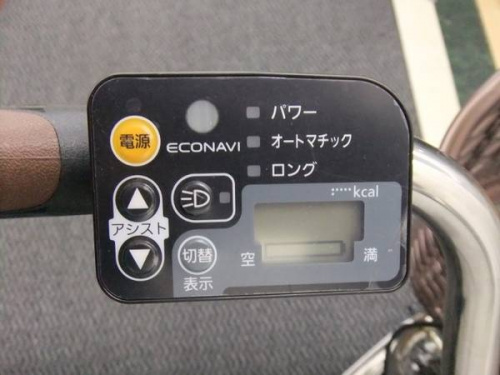 電源
ECONAVI
パワー
オートマチック
ロング
アシスト
kcal
切替
表示
空
満